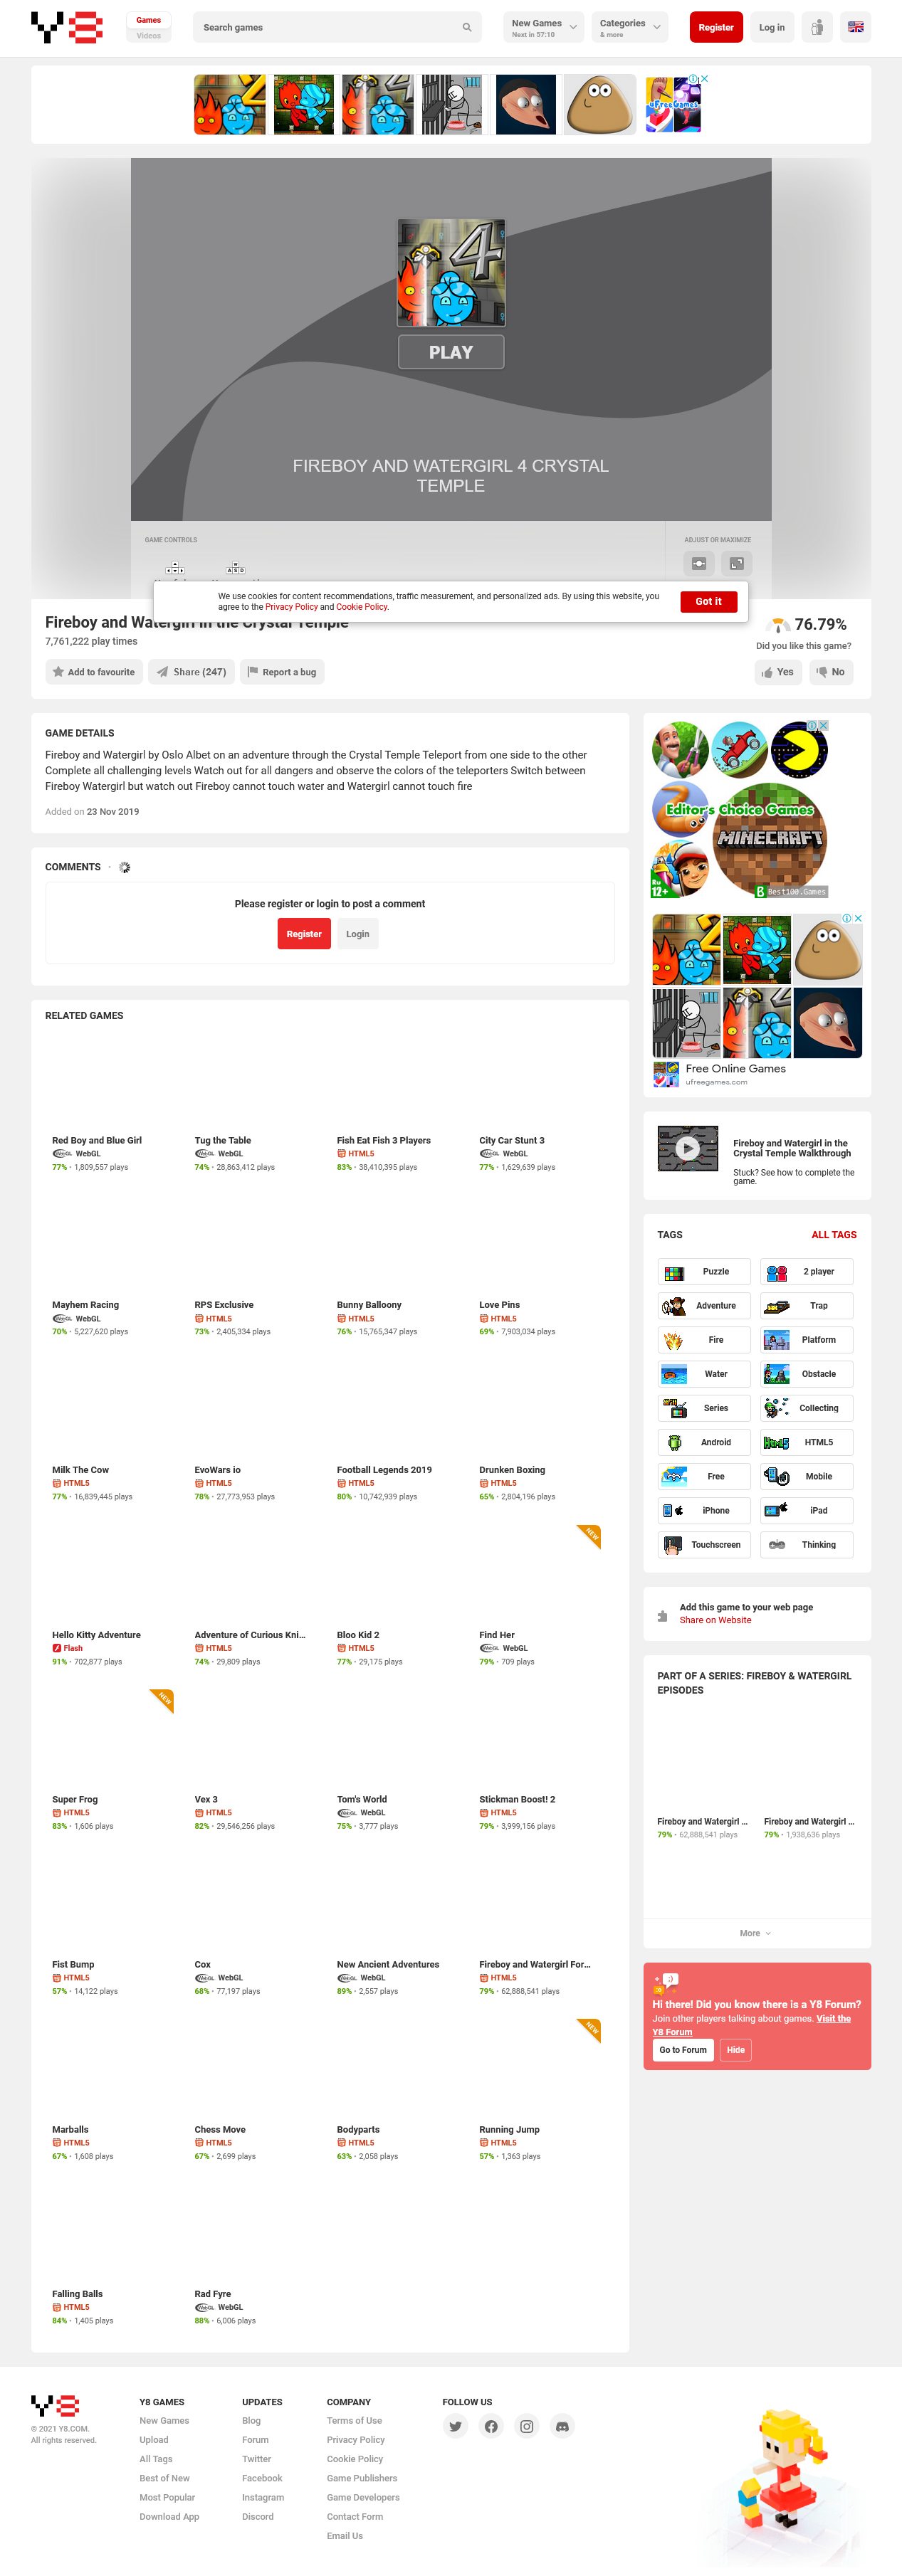 Y8
Games
Videos
Search games
New Games
Next in 57:10
Categories
& more
Register
Log in
2
4
uFreeGames
4
PLAY
FIREBOY AND WATERGIRL 4 CRYSTAL
TEMPLE
GAME CONTROLS
ADJUST OR MAXIMIZE
W
A S D
We use cookies for content recommendations, traffic measurement, and personalized ads. By using this website, you
agree to the Privacy Policy and Cookie Policy.
Got it
Fireboy and Watergirl in the Crystal Temple
7,761,222 play times
76.79%
Did you like this game?
Add to favourite
Share (247)
Report a bug
Yes
No
GAME DETAILS
Fireboy and Watergirl by Oslo Albet on an adventure through the Crystal Temple Teleport from one side to the other
Complete all challenging levels Watch out for all dangers and observe the colors of the teleporters Switch between
Fireboy Watergirl but watch out Fireboy cannot touch water and Watergirl cannot touch fire
Added on 23 Nov 2019
COMMENTS ·
Please register or login to post a comment
Register
Login
Editor's Choice Games
MINECRAFT
Ru
12+
B Best100.Games
2
4
Free Online Games
ufreegames.com
RELATED GAMES
Red Boy and Blue Girl
WebGL
77% · 1,809,557 plays
Tug the Table
WebGL
74% · 28,863,412 plays
Fish Eat Fish 3 Players
HTML5
83% · 38,410,395 plays
City Car Stunt 3
WebGL
77% · 1,629,639 plays
Mayhem Racing
WebGL
70% · 5,227,620 plays
RPS Exclusive
HTML5
73% · 2,405,334 plays
Bunny Balloony
HTML5
76% · 15,765,347 plays
Love Pins
HTML5
69% · 7,903,034 plays
Milk The Cow
HTML5
77% · 16,839,445 plays
EvoWars io
HTML5
78% · 27,773,953 plays
Football Legends 2019
HTML5
80% · 10,742,939 plays
Drunken Boxing
HTML5
65% · 2,804,196 plays
NEW
Hello Kitty Adventure
Flash
91% · 702,877 plays
Adventure of Curious Kni...
HTML5
74% · 29,809 plays
Bloo Kid 2
HTML5
77% · 29,175 plays
Find Her
WebGL
79% · 709 plays
NEW
Super Frog
HTML5
83% · 1,606 plays
Vex 3
HTML5
82% · 29,546,256 plays
Tom's World
WebGL
75% · 3,777 plays
Stickman Boost! 2
HTML5
79% · 3,999,156 plays
Fist Bump
HTML5
57% · 14,122 plays
Cox
WebGL
68% · 77,197 plays
New Ancient Adventures
WebGL
89% · 2,557 plays
Fireboy and Watergirl For...
HTML5
79% · 62,888,541 plays
NEW
Marballs
HTML5
67% · 1,608 plays
Chess Move
HTML5
67% · 2,699 plays
Bodyparts
HTML5
63% · 2,058 plays
Running Jump
HTML5
57% · 1,363 plays
Falling Balls
HTML5
84% · 1,405 plays
Rad Fyre
WebGL
88% · 6,006 plays
Fireboy and Watergirl in the
Crystal Temple Walkthrough
Stuck? See how to complete the
game.
TAGS
ALL TAGS
Puzzle
2 player
Adventure
Trap
Fire
Platform
Water
Obstacle
Series
Collecting
Android
HTML5
Free
Mobile
iPhone
iPad
Touchscreen
Thinking
Add this game to your web page
Share on Website
PART OF A SERIES: FIREBOY & WATERGIRL
EPISODES
Fireboy and Watergirl ...
79% · 62,888,541 plays
Fireboy and Watergirl ...
79% · 1,938,636 plays
More
Hi there! Did you know there is a Y8 Forum?
Join other players talking about games. Visit the
Y8 Forum
Go to Forum
Hide
Y8
© 2021 Y8.COM.
All rights reserved.
Y8 GAMES
New Games
Upload
All Tags
Best of New
Most Popular
Download App
UPDATES
Blog
Forum
Twitter
Facebook
Instagram
Discord
COMPANY
Terms of Use
Privacy Policy
Cookie Policy
Game Publishers
Game Developers
Contact Form
Email Us
FOLLOW US